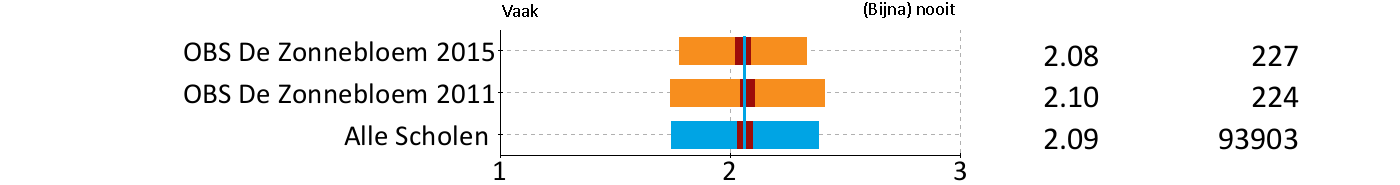 Vaak (Bijna) nooit
OBS De Zonnebloem 2015 2.08 227
OBS De Zonnebloem 2011 2.10 224
Alle Scholen 2.09 93903
1 2 3